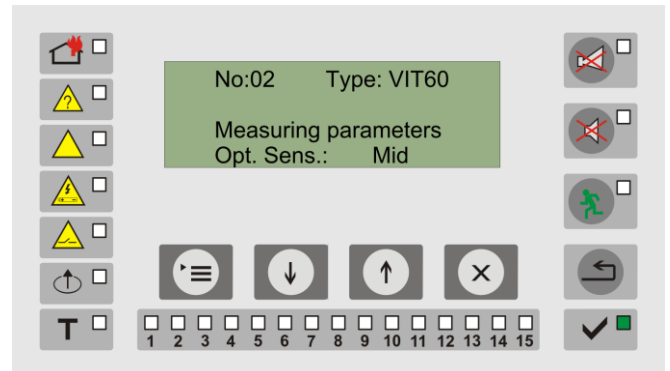 No:02 Type: VIT60
Measuring parameters
Opt. Sens.: Mid
?
T
1 2 3 4 5 6 7 8 9 10 11 12 13 14 15